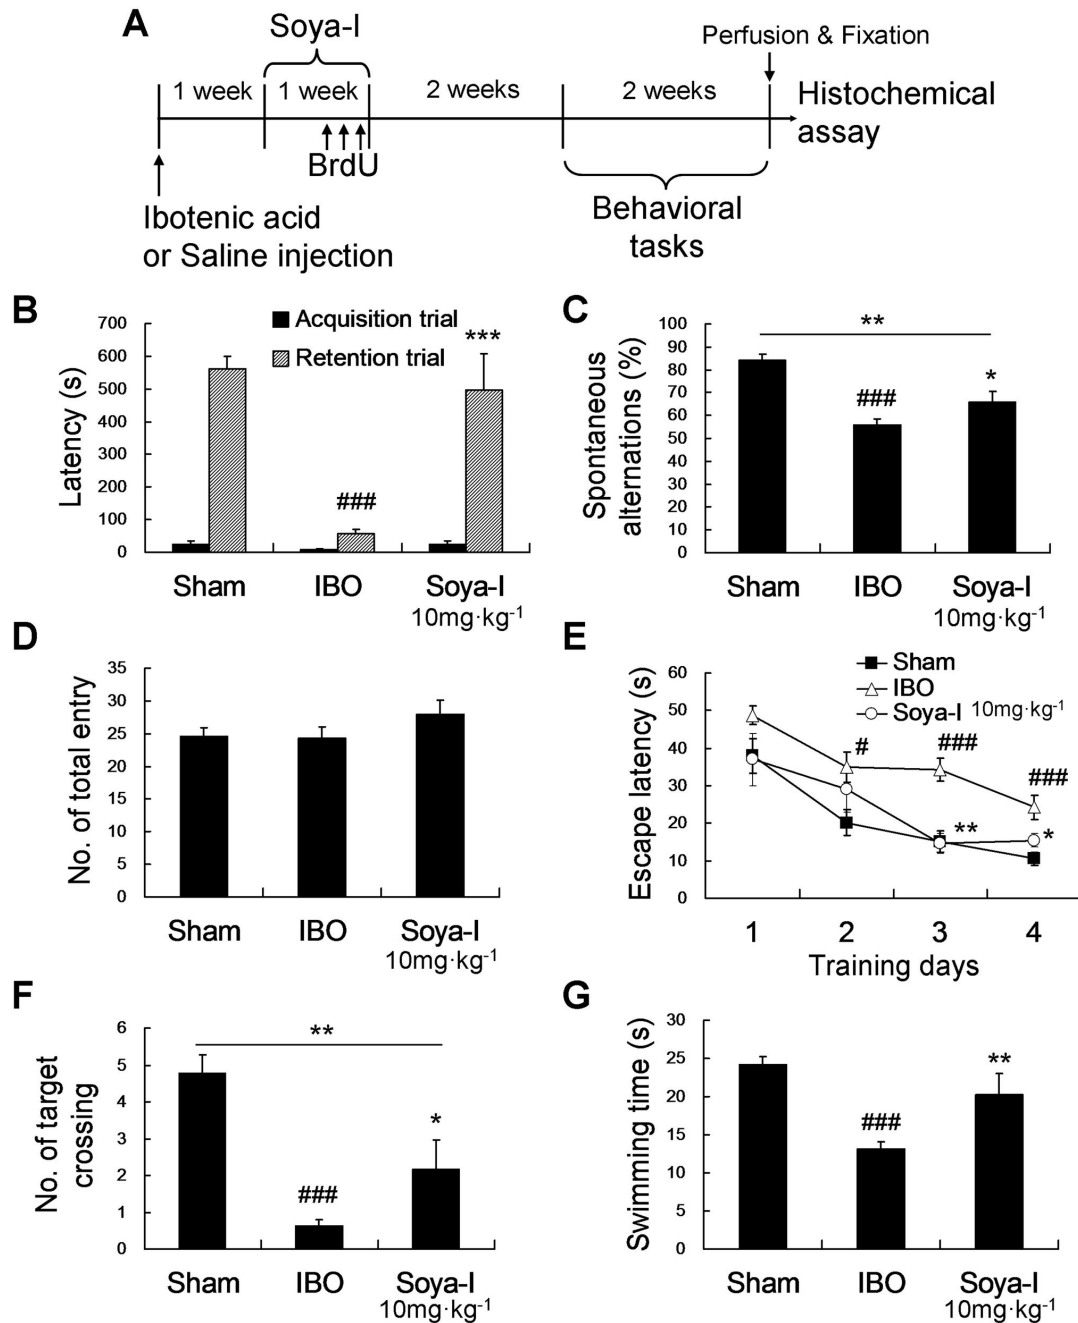 A
Soya-I
Perfusion & Fixation
1 week
1 week
2 weeks
2 weeks
Histochemical
assay
BrdU
Ibotenic acid
or Saline injection
Behavioral
tasks
B
Latency (s)
700
600
500
400
300
200
100
0
Acquisition trial
Retention trial
###
***
Sham
IBO
Soya-I
10mg·kg-1
C
Spontaneous
alternations (%)
100
90
80
70
60
50
40
30
20
10
0
**
###
*
Sham
IBO
Soya-I
10mg·kg-1
D
No. of total entry
35
30
25
20
15
10
5
0
Sham
IBO
Soya-I
10mg·kg-1
E
Escape latency (s)
60
50
40
30
20
10
0
Sham
IBO
Soya-I 10mg·kg-1
#
###
###
**
*
1 2 3 4
Training days
F
No. of target
crossing
6
5
4
3
2
1
0
**
###
*
Sham
IBO
Soya-I
10mg·kg-1
G
Swimming time (s)
30
25
20
15
10
5
0
###
**
Sham
IBO
Soya-I
10mg·kg-1